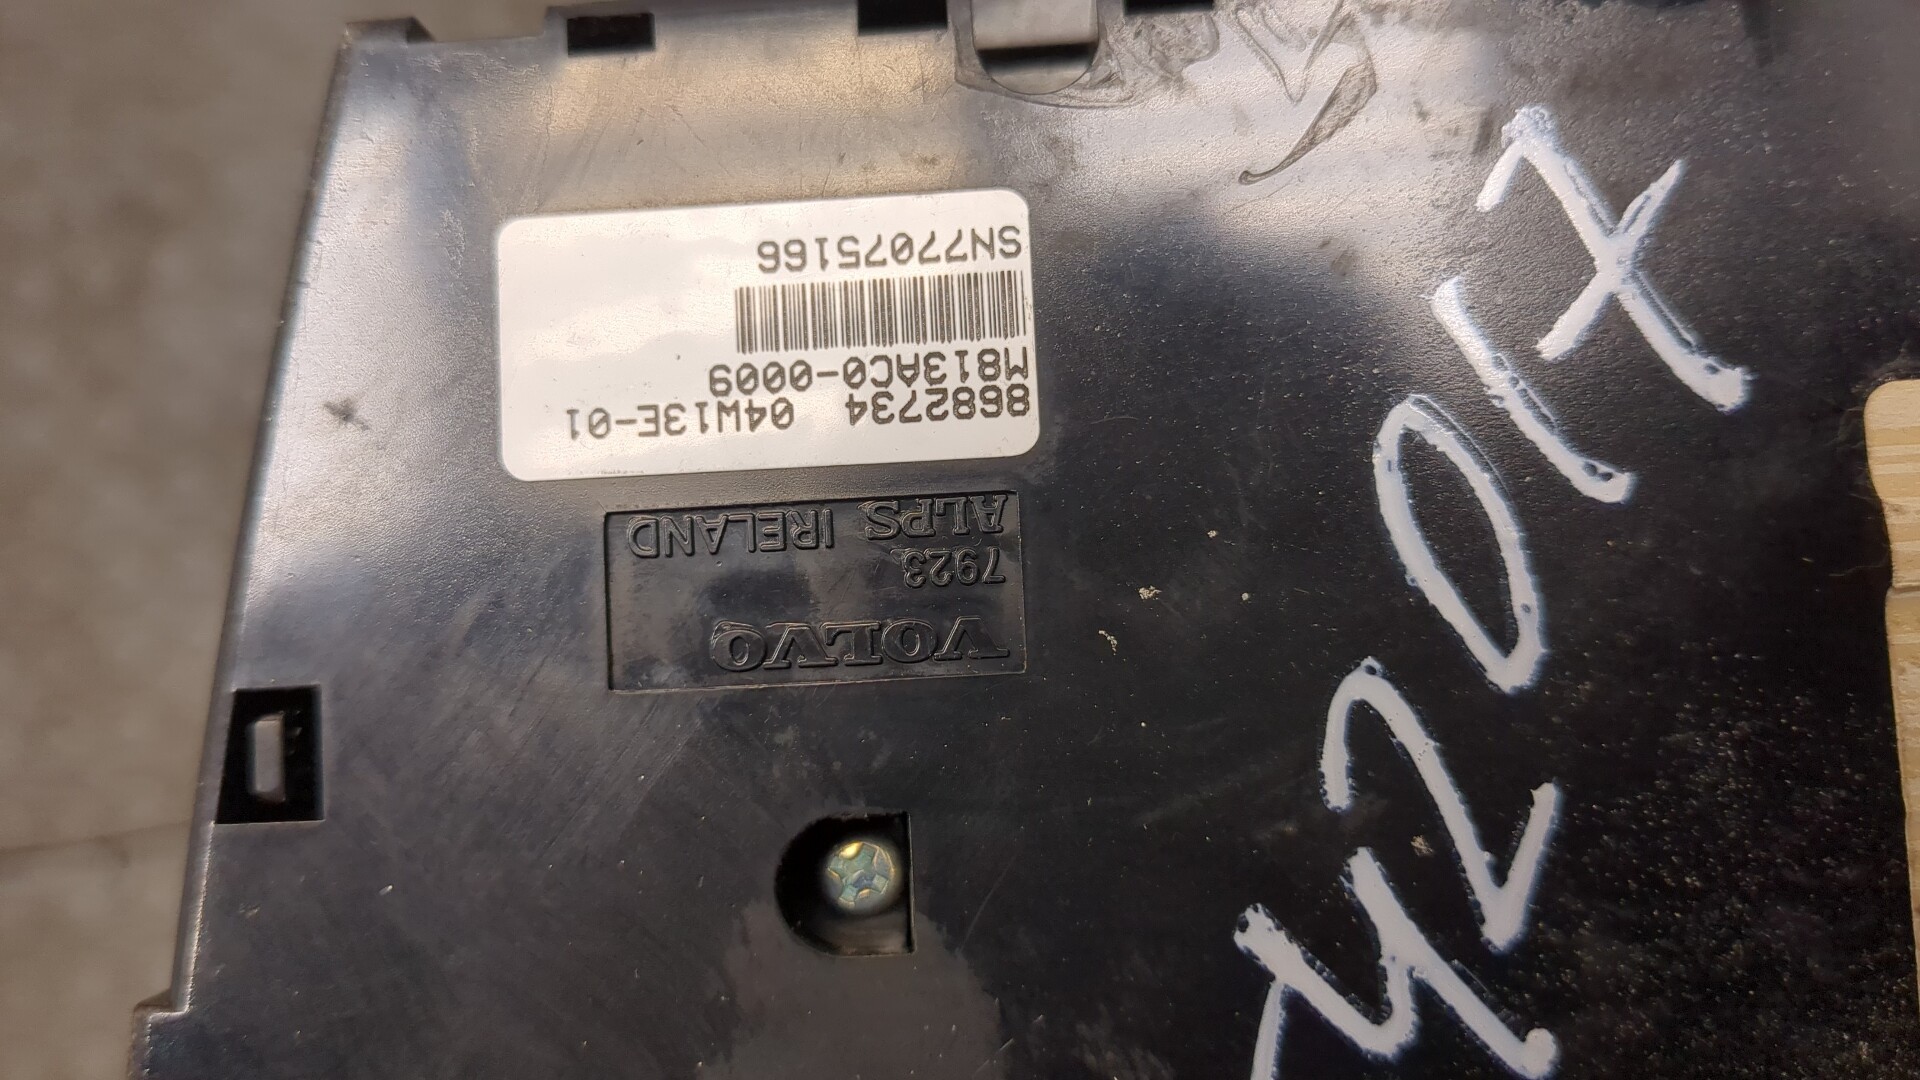 8682734 04W13E-01
M813AC0-0009
SN77075166
VOLVO
7923
ALPS IRELAND
42017